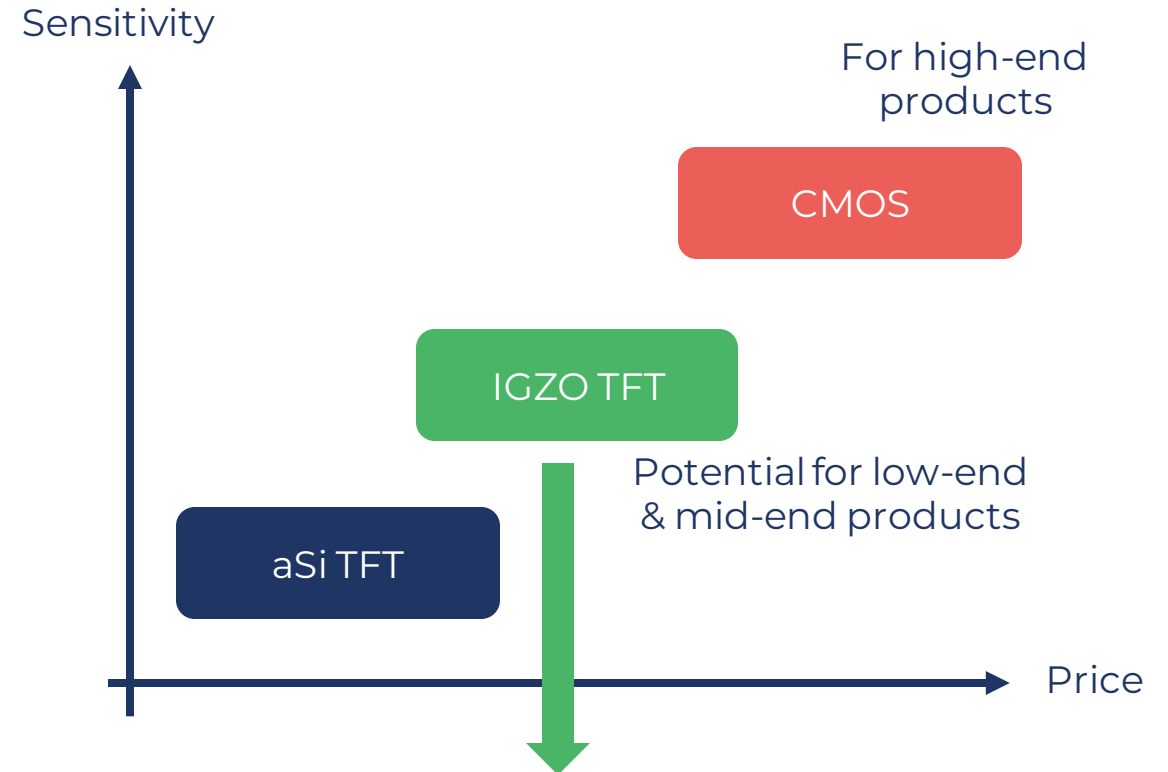 Sensitivity
For high-end
products
CMOS
IGZO TFT
Potential for low-end
& mid-end products
aSi TFT
Price